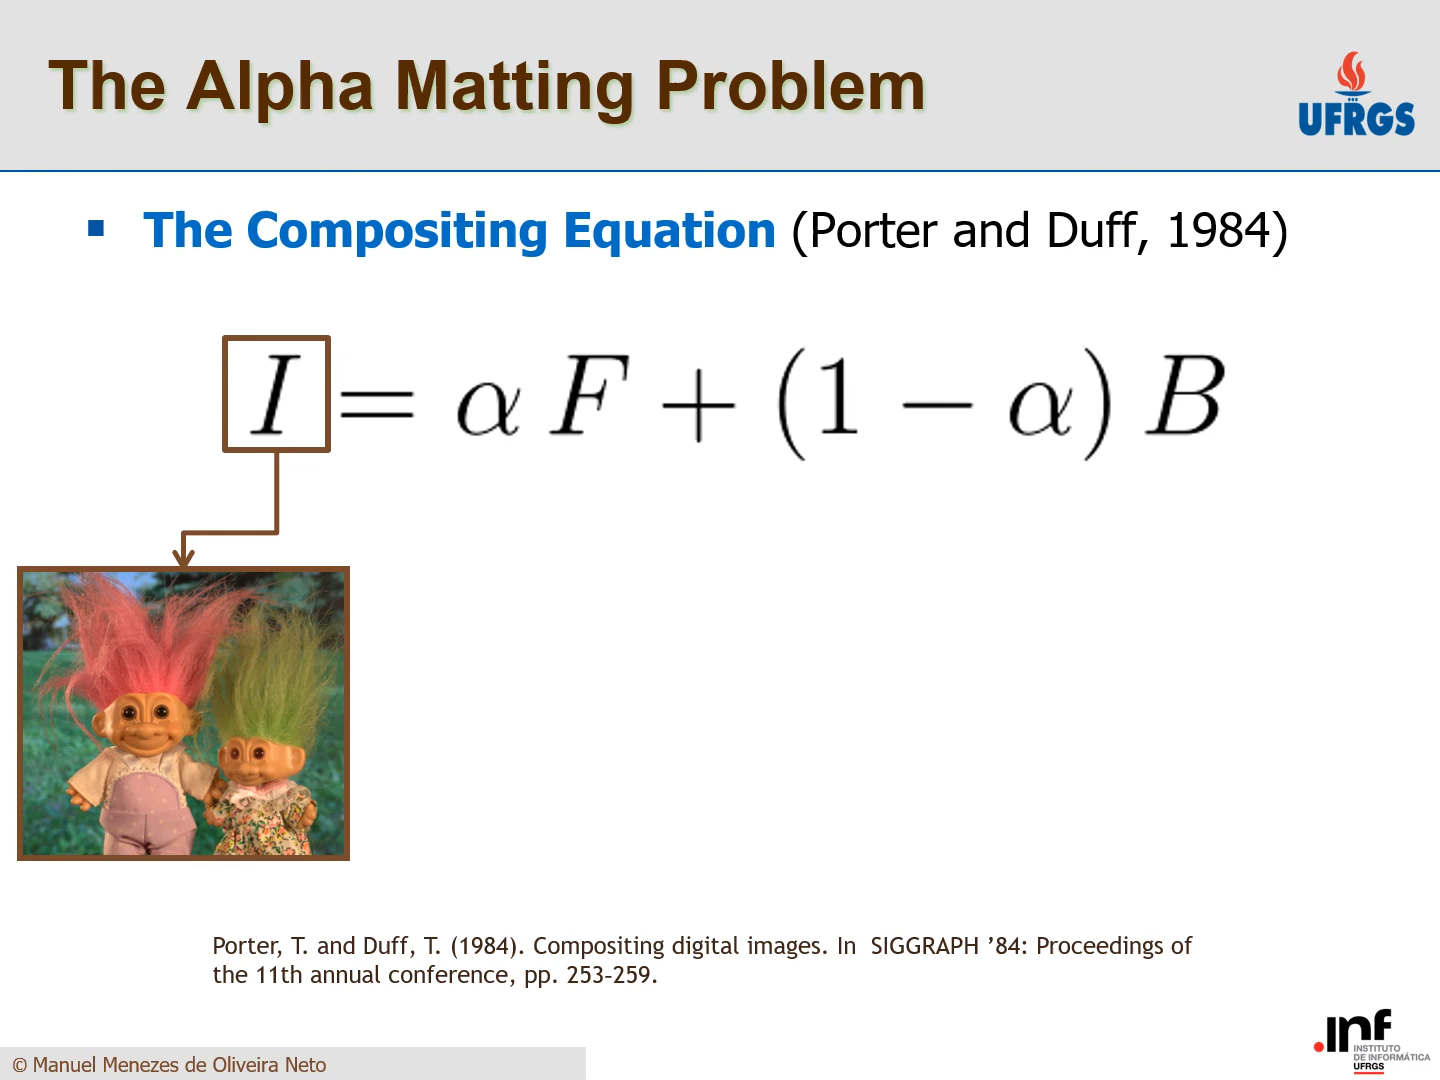 The Alpha Matting Problem
UFRGS
The Compositing Equation (Porter and Duff, 1984)
I = α F + (1 − α) B
Porter, T. and Duff, T. (1984). Compositing digital images. In  SIGGRAPH ’84: Proceedings of
the 11th annual conference, pp. 253-259.
.inf
INSTITUTO
DE INFORMÁTICA
UFRGS
© Manuel Menezes de Oliveira Neto